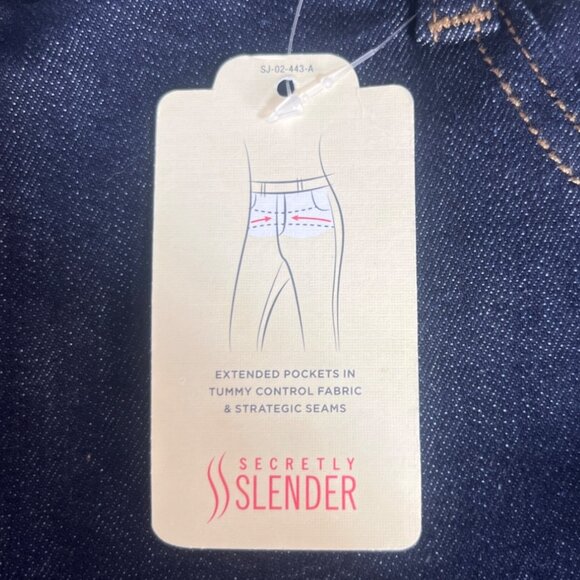 SJ-02-443-A
EXTENDED POCKETS IN
TUMMY CONTROL FABRIC
& STRATEGIC SEAMS
SECRETLY
SLENDER